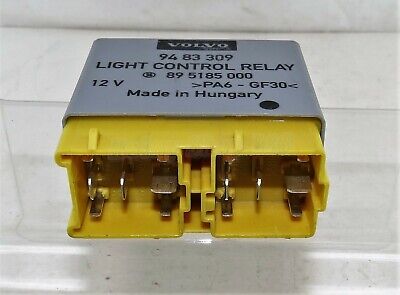 VOLVO
94 83 309
LIGHT CONTROL RELAY
® 89 5185 000
12 V >PA6 - GF30<
Made in Hungary